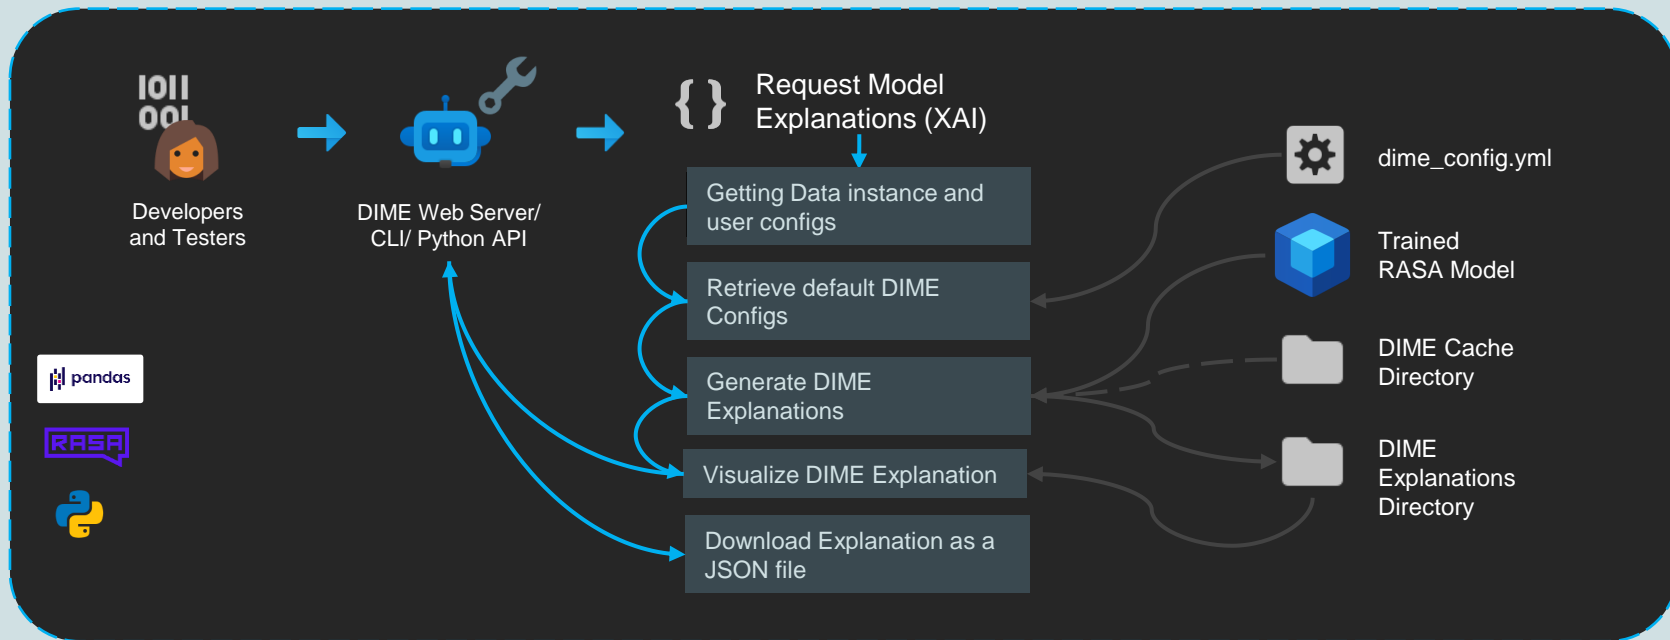 1011
001
Developers
and Testers
DIME Web Server/
CLI/ Python API
{ }
Request Model
Explanations (XAI)
Getting Data instance and
user configs
Retrieve default DIME
Configs
Generate DIME
Explanations
Visualize DIME Explanation
Download Explanation as a
JSON file
dime_config.yml
Trained
RASA Model
DIME Cache
Directory
DIME
Explanations
Directory
pandas
RASA